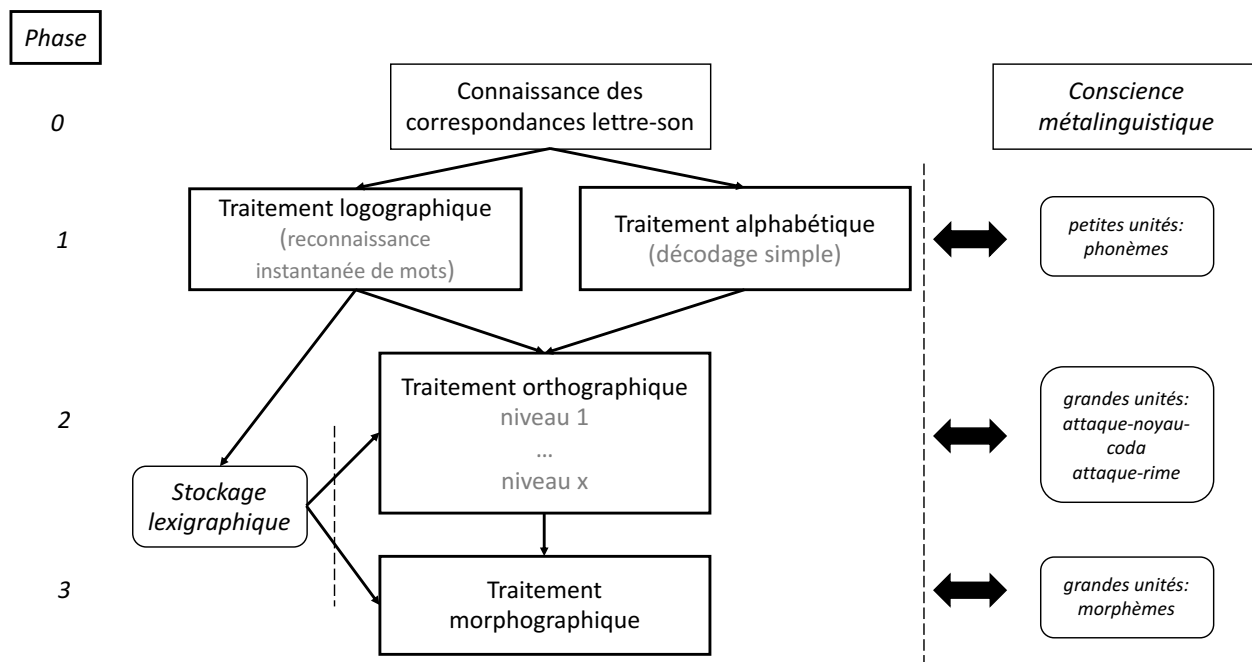 Phase
0
Connaissance des
correspondances lettre-son
Conscience
métalinguistique
1
Traitement logographique
(reconnaissance
instantanée de mots)
Traitement alphabétique
(décodage simple)
petites unités:
phonèmes
2
Traitement orthographique
niveau 1
...
niveau x
grandes unités:
attaque-noyau-
coda
attaque-rime
Stockage
lexigraphique
3
Traitement
morphographique
grandes unités:
morphèmes